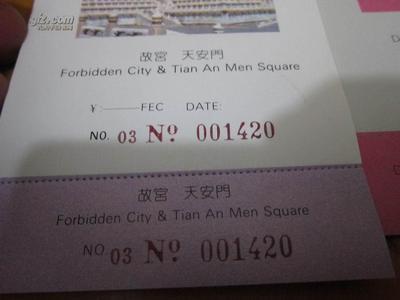 故宮 天安門
Forbidden City & Tian An Men Square
¥:———FEC DATE:
NO. 03 Nº 001420
故宮 天安門
Forbidden City & Tian An Men Square
NO 03 Nº 001420
D